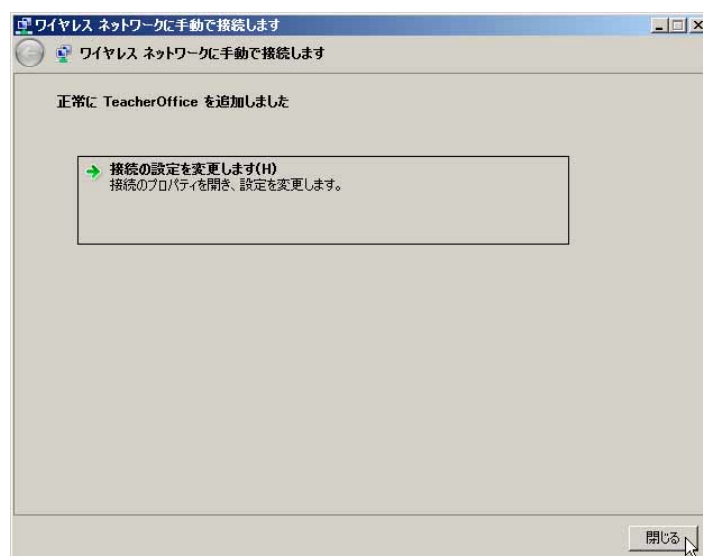 ワイヤレス ネットワークに手動で接続します
ワイヤレス ネットワークに手動で接続します
正常に TeacherOffice を追加しました
接続の設定を変更します(H)
接続のプロパティを開き、設定を変更します。
閉じる